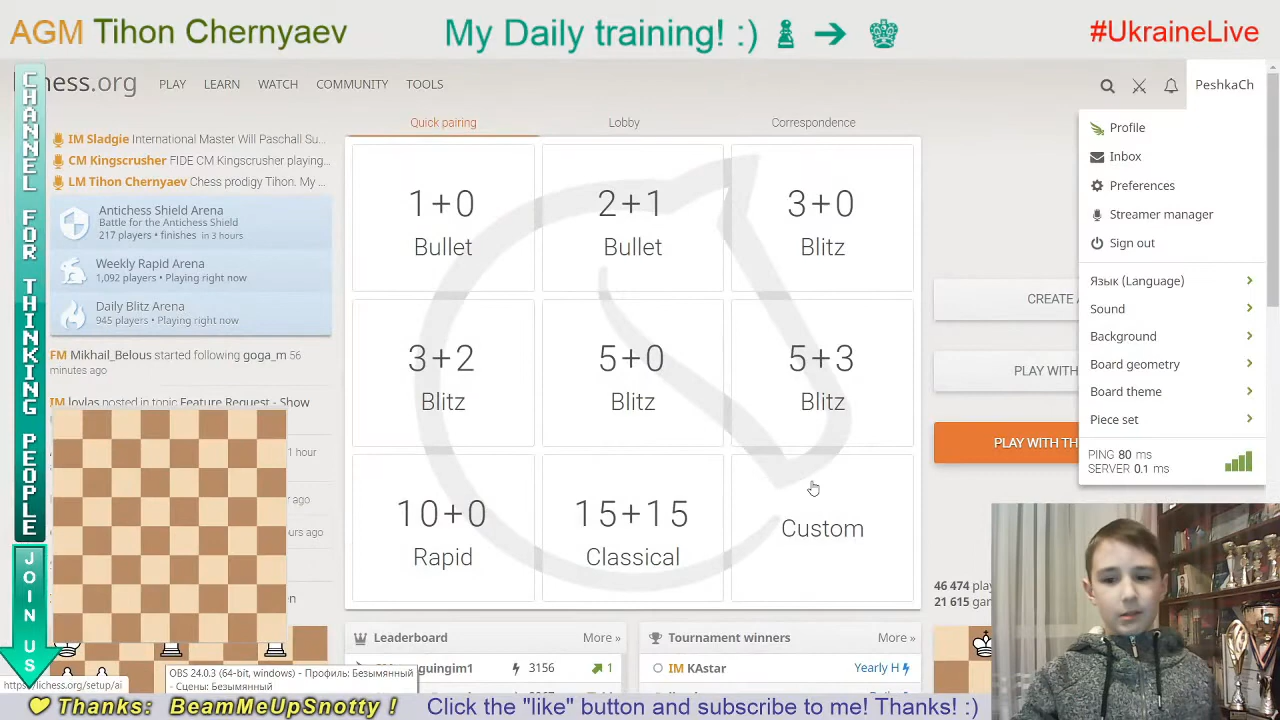 AGM Tihon Chernyaev
My Daily training! :)
#UkraineLive
hess.org
PLAY
LEARN
WATCH
COMMUNITY
TOOLS
PeshkaCh
CHANNEL FOR THINKING PEOPLE
JOIN US
IM Sladgie International Master Will Paschall Su...
CM Kingscrusher FIDE CM Kingscrusher playing...
LM Tihon Chernyaev Chess prodigy Tihon. My ...
Antichess Shield Arena
Battle for the Antichess Shield
217 players • finishes in 3 hours
Weekly Rapid Arena
1,092 players • Playing right now
Daily Blitz Arena
945 players • Playing right now
FM Mikhail_Belous started following goga_m 56
minutes ago
IM lovlas posted in topic Feature Request - Show
1 hour
ago
ours ago
Quick pairing
Lobby
Correspondence
1+0
Bullet
2+1
Bullet
3+0
Blitz
3+2
Blitz
5+0
Blitz
5+3
Blitz
10+0
Rapid
15+15
Classical
Custom
CREATE A
PLAY WITH
PLAY WITH TH
Profile
Inbox
Preferences
Streamer manager
Sign out
Язык (Language)
Sound
Background
Board geometry
Board theme
Piece set
PING 80 ms
SERVER 0.1 ms
46 474 play
21 615 gam
Leaderboard
More »
guingim1
3156
1
Tournament winners
More »
IM KAstar
Yearly H
OBS 24.0.3 (64-bit, windows) - Профиль: Безымянный
- Сцены: Безымянный
https://lichess.org/setup/ai
Thanks: BeamMeUpSnotty !
Click the "like" button and subscribe to me! Thanks! :)